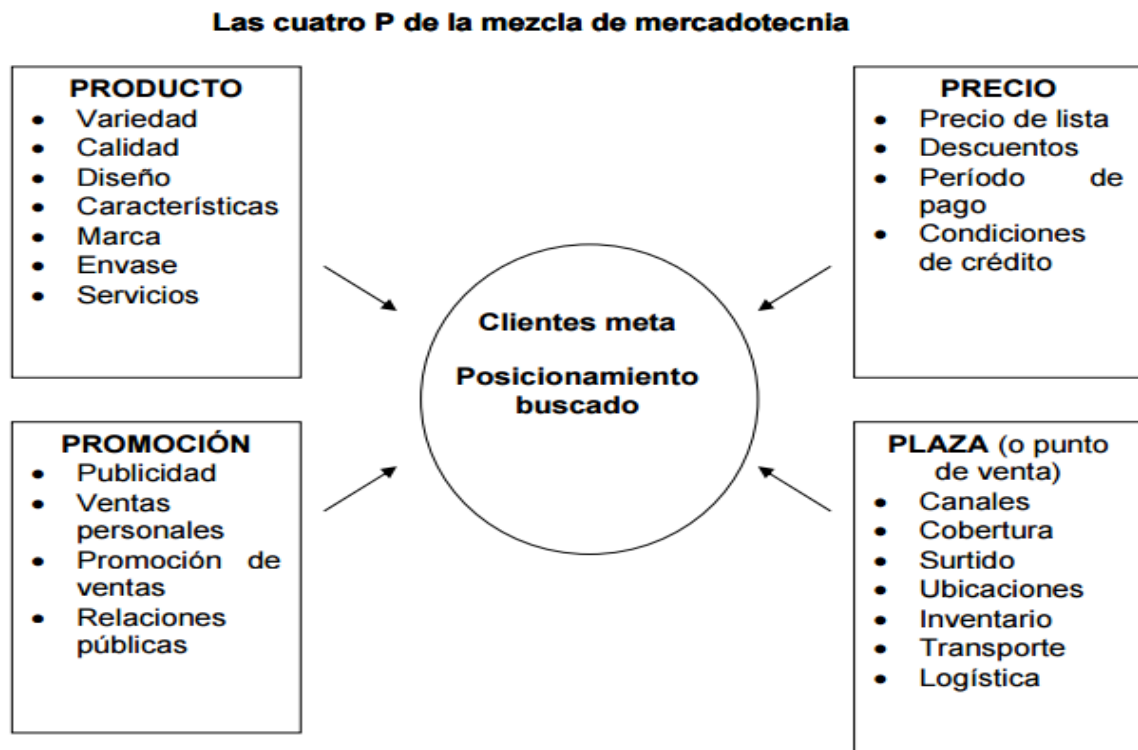 Las cuatro P de la mezcla de mercadotecnia
PRODUCTO
• Variedad
• Calidad
• Diseño
• Características
• Marca
• Envase
• Servicios
PRECIO
• Precio de lista
• Descuentos
• Período de
pago
• Condiciones
de crédito
Clientes meta
Posicionamiento
buscado
PROMOCIÓN
• Publicidad
• Ventas
personales
• Promoción de
ventas
• Relaciones
públicas
PLAZA (o punto
de venta)
• Canales
• Cobertura
• Surtido
• Ubicaciones
• Inventario
• Transporte
• Logística